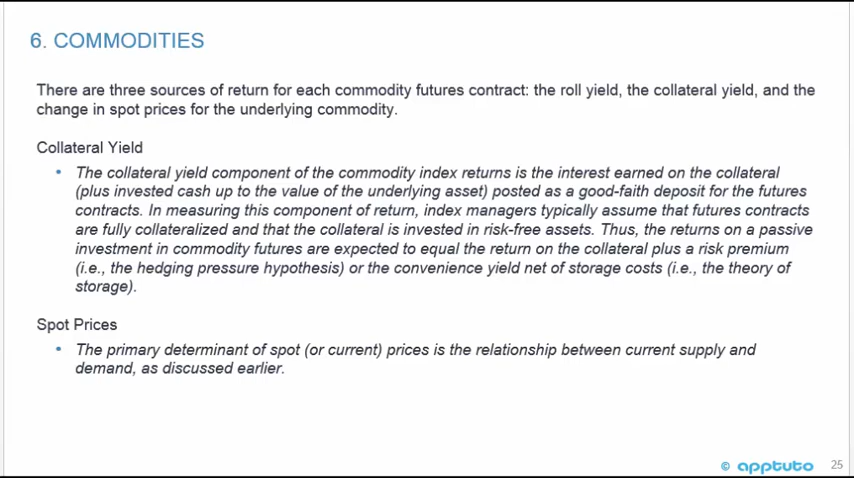 6. COMMODITIES
There are three sources of return for each commodity futures contract: the roll yield, the collateral yield, and the
change in spot prices for the underlying commodity.
Collateral Yield
• The collateral yield component of the commodity index returns is the interest earned on the collateral
(plus invested cash up to the value of the underlying asset) posted as a good-faith deposit for the futures
contracts. In measuring this component of return, index managers typically assume that futures contracts
are fully collateralized and that the collateral is invested in risk-free assets. Thus, the returns on a passive
investment in commodity futures are expected to equal the return on the collateral plus a risk premium
(i.e., the hedging pressure hypothesis) or the convenience yield net of storage costs (i.e., the theory of
storage).
Spot Prices
• The primary determinant of spot (or current) prices is the relationship between current supply and
demand, as discussed earlier.
© apptuto 25